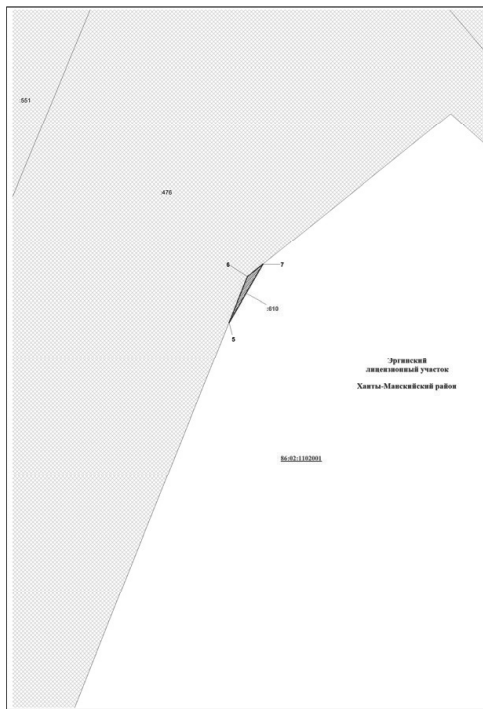 :551
:476
6
7
:610
5
Эргинский
лицензионный участок
Ханты-Мансийский район
86:02:1102001